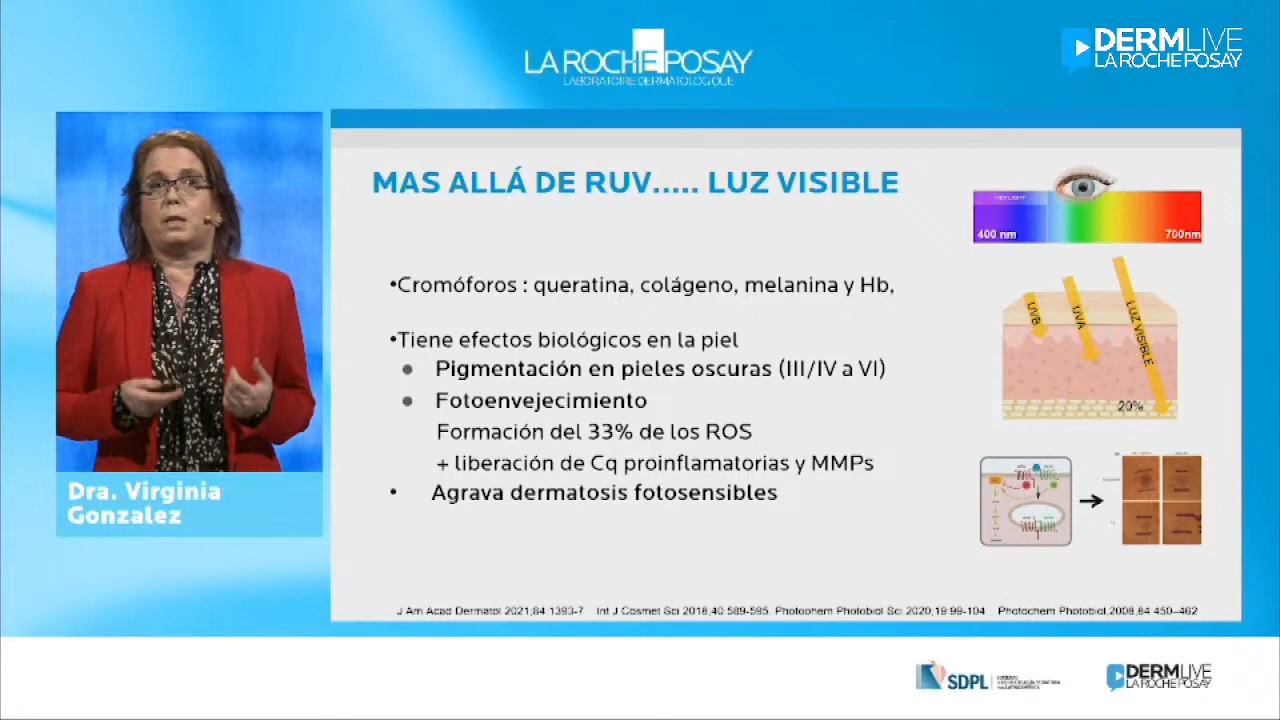 LA ROCHE POSAY
LABORATOIRE DERMATOLOGIQUE
DERMLIVE
LA ROCHE POSAY
MAS ALLÁ DE RUV..... LUZ VISIBLE
400 nm
700nm
•Cromóforos : queratina, colágeno, melanina y Hb,
•Tiene efectos biológicos en la piel
● Pigmentación en pieles oscuras (III/IV a VI)
● Fotoenvejecimiento
Formación del 33% de los ROS
+ liberación de Cq proinflamatorias y MMPs
• Agrava dermatosis fotosensibles
UVB
UVA
LUZ VISIBLE
20%
Dra. Virginia
Gonzalez
J Am Acad Dermatol 2021;84 1393-7 Int J Cosmet Sci 2018,40 589-595. Photochem Photobiol Sci 2020,19 99-104 Photochem Photobiol,2008,84 450–462
SDPL
DERMLIVE
LA ROCHE POSAY